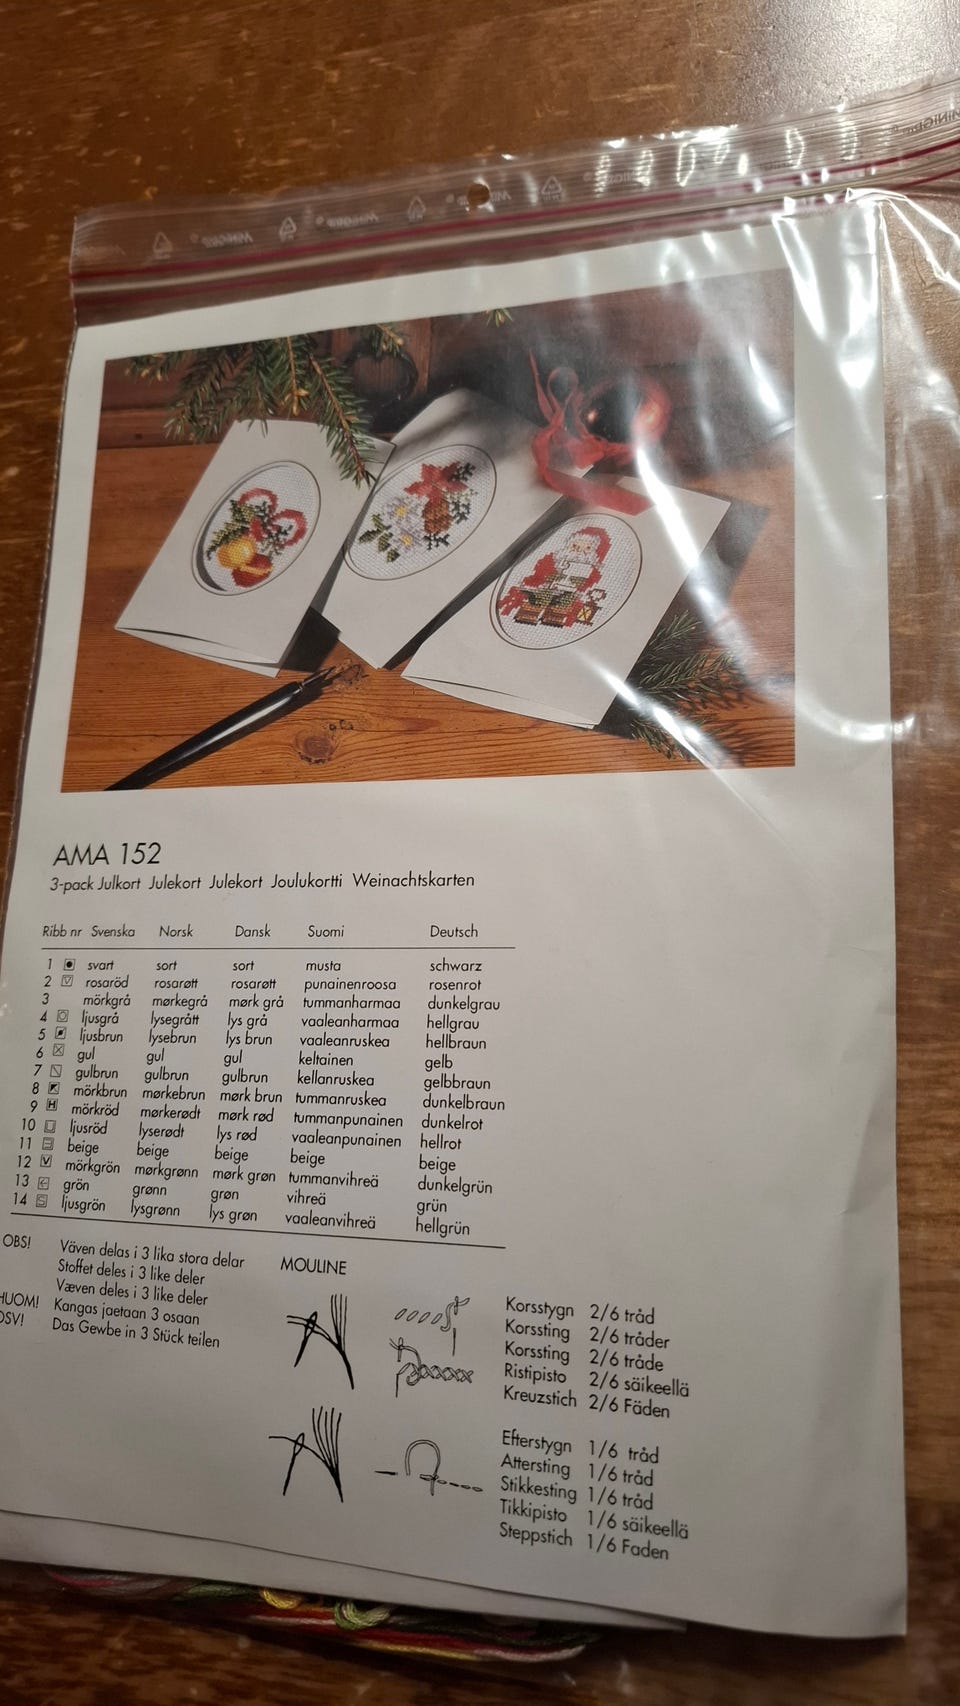 MINIGRIP®
AMA 152
3-pack Julkort Julekort Julekort Joulukortti Weinachtskarten
Ribb nr Svenska Norsk Dansk Suomi Deutsch
1 svart sort sort musta schwarz
2 rosaröd rosarøtt rosarøtt punainenroosa rosenrot
3 mörkgrå mørkegrå mørk grå tummanharmaa dunkelgrau
4 ljusgrå lysegrått lys grå vaaleanharmaa hellgrau
5 ljusbrun lysebrun lys brun vaaleanruskea hellbraun
6 gul gul gul keltainen gelb
7 gulbrun gulbrun gulbrun kellanruskea gelbbraun
8 mörkbrun mørkebrun mørk brun tummanruskea dunkelbraun
9 mörkröd mørkerødt mørk rød tummanpunainen dunkelrot
10 ljusröd lyserødt lys rød vaaleanpunainen hellrot
11 beige beige beige beige beige
12 mörkgrön mørkgrønn mørk grøn tummanvihreä dunkelgrün
13 grön grønn grøn vihreä grün
14 ljusgrön lysgrønn lys grøn vaaleanvihreä hellgrün
OBS! Väven delas i 3 lika stora delar
Stoffet deles i 3 like deler
Væven deles i 3 like deler
HUOM! Kangas jaetaan 3 osaan
OSV! Das Gewbe in 3 Stück teilen
MOULINE
Korsstygn 2/6 tråd
Korssting 2/6 tråder
Korssting 2/6 tråde
Ristipisto 2/6 säikeellä
Kreuzstich 2/6 Fäden
Efterstygn 1/6 tråd
Attersting 1/6 tråd
Stikkesting 1/6 tråd
Tikkipisto 1/6 säikeellä
Steppstich 1/6 Faden